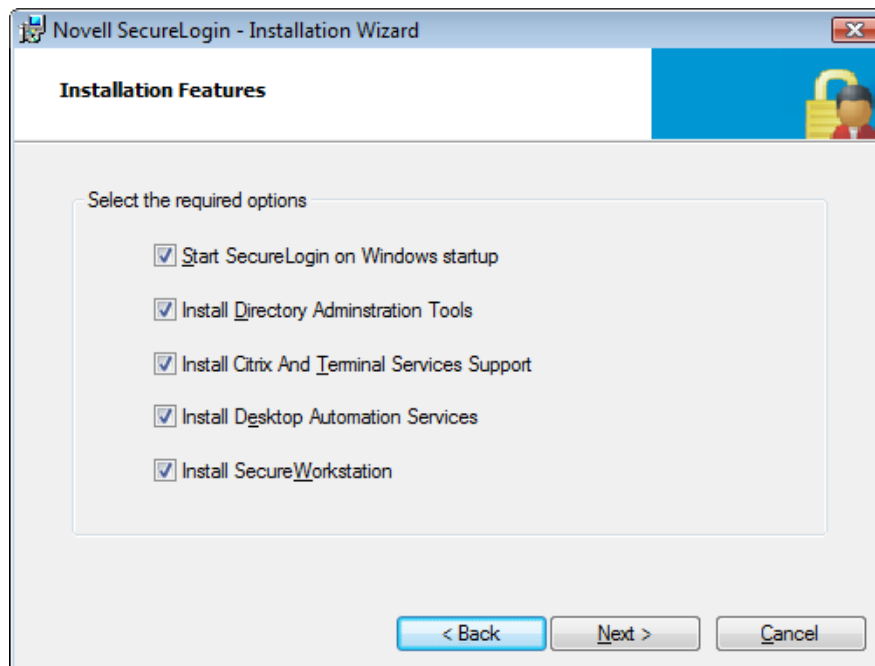 Novell SecureLogin - Installation Wizard
Installation Features
Select the required options
Start SecureLogin on Windows startup
Install Directory Adminstration Tools
Install Citrix And Terminal Services Support
Install Desktop Automation Services
Install SecureWorkstation
< Back
Next >
Cancel